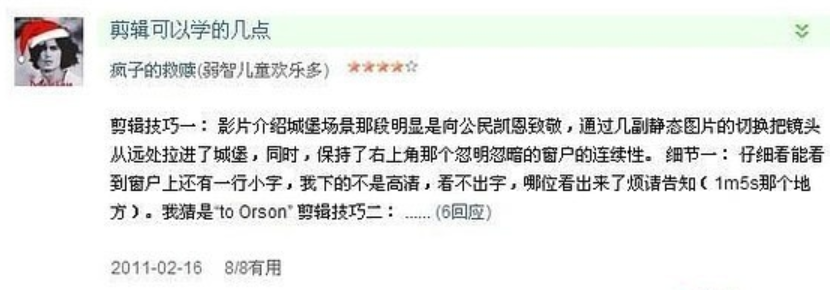 剪辑可以学的几点
疯子的救赎(弱智儿童欢乐多)
剪辑技巧一： 影片介绍城堡场景那段明显是向公民凯恩致敬，通过几副静态图片的切换把镜头
从远处拉进了城堡，同时，保持了右上角那个忽明忽暗的窗户的连续性。 细节一： 仔细看能看
到窗户上还有一行小字，我下的不是高清，看不出字，哪位看出来了烦请告知（ 1m5s那个地
方）。我猜是“to Orson” 剪辑技巧二： ...... (6回应)
2011-02-16 8/8有用